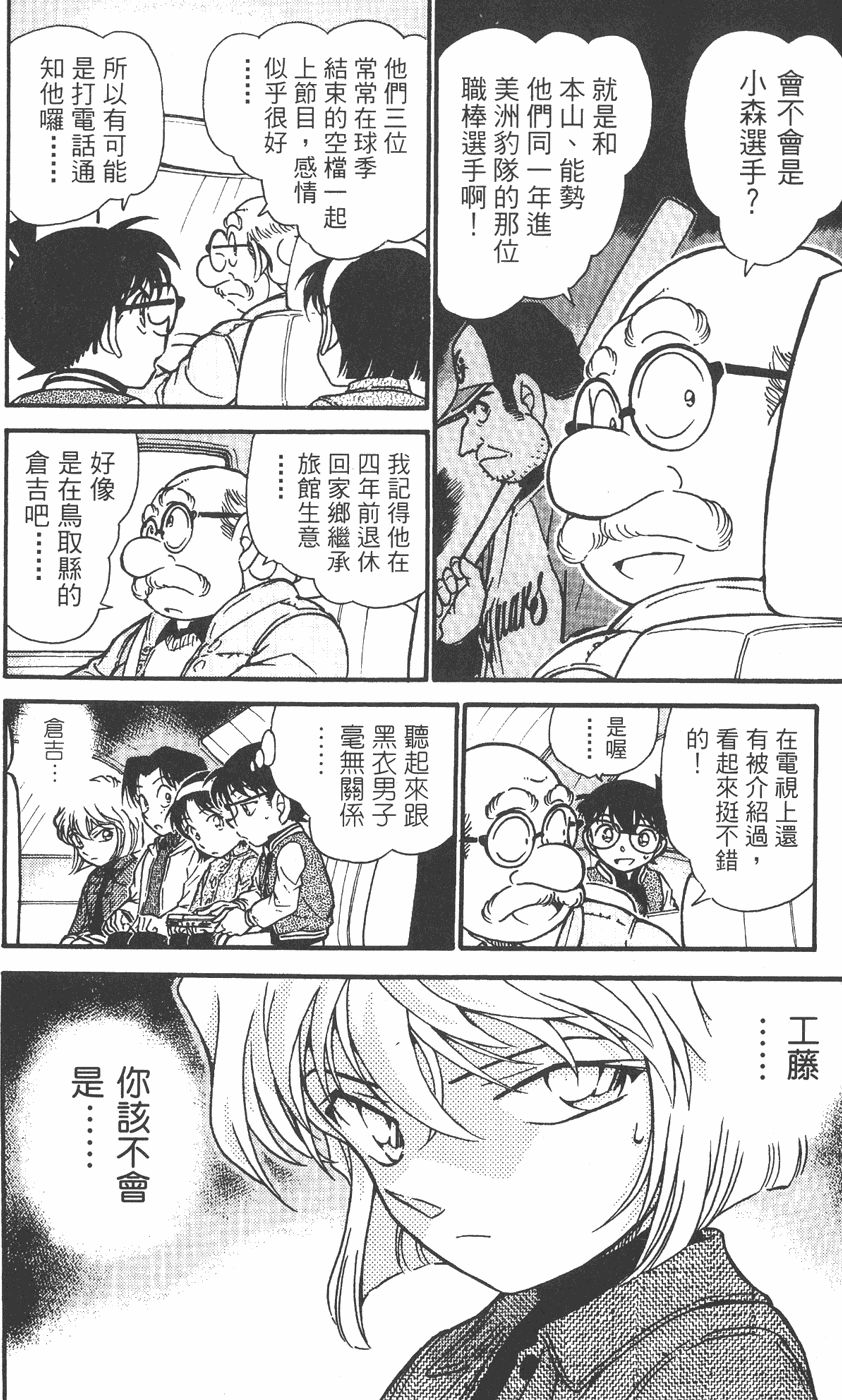 會不會是
小森選手？
就是和
本山、能勢
他們同一年進
美洲豹隊的那位
職棒選手啊！
他們三位
常常在球季
結束的空檔一起
上節目，感情
似乎很好
……
所以有可能
是打電話通
知他囉……
我記得他在
四年前退休
回家鄉繼承
旅館生意
……
好像
是在鳥取縣的
倉吉吧……
在電視上還
有被介紹過，
看起來挺不錯
的！
是喔
……
聽起來跟
黑衣男子
毫無關係
……
倉吉…
工藤
……
你該不會
是……